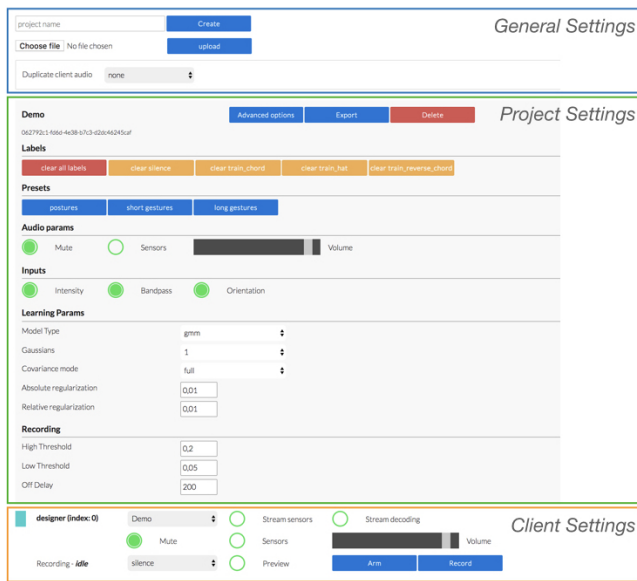 project name Create General Settings
Choose file No file chosen upload
Duplicate client audio none
Demo Advanced options Export Delete Project Settings
062792c1-fd6d-4e38-b7c3-d2dc46245caf
Labels
clear all labels clear silence clear train_chord clear train_hat clear train_reverse_chord
Presets
postures short gestures long gestures
Audio params
Mute Sensors Volume
Inputs
Intensity Bandpass Orientation
Learning Params
Model Type gmm
Gaussians 1
Covariance mode full
Absolute regularization 0,01
Relative regularization 0,01
Recording
High Threshold 0,2
Low Threshold 0,05
Off Delay 200
designer (index: 0) Demo Stream sensors Stream decoding Client Settings
Mute Sensors Volume
Recording - idle silence Preview Arm Record